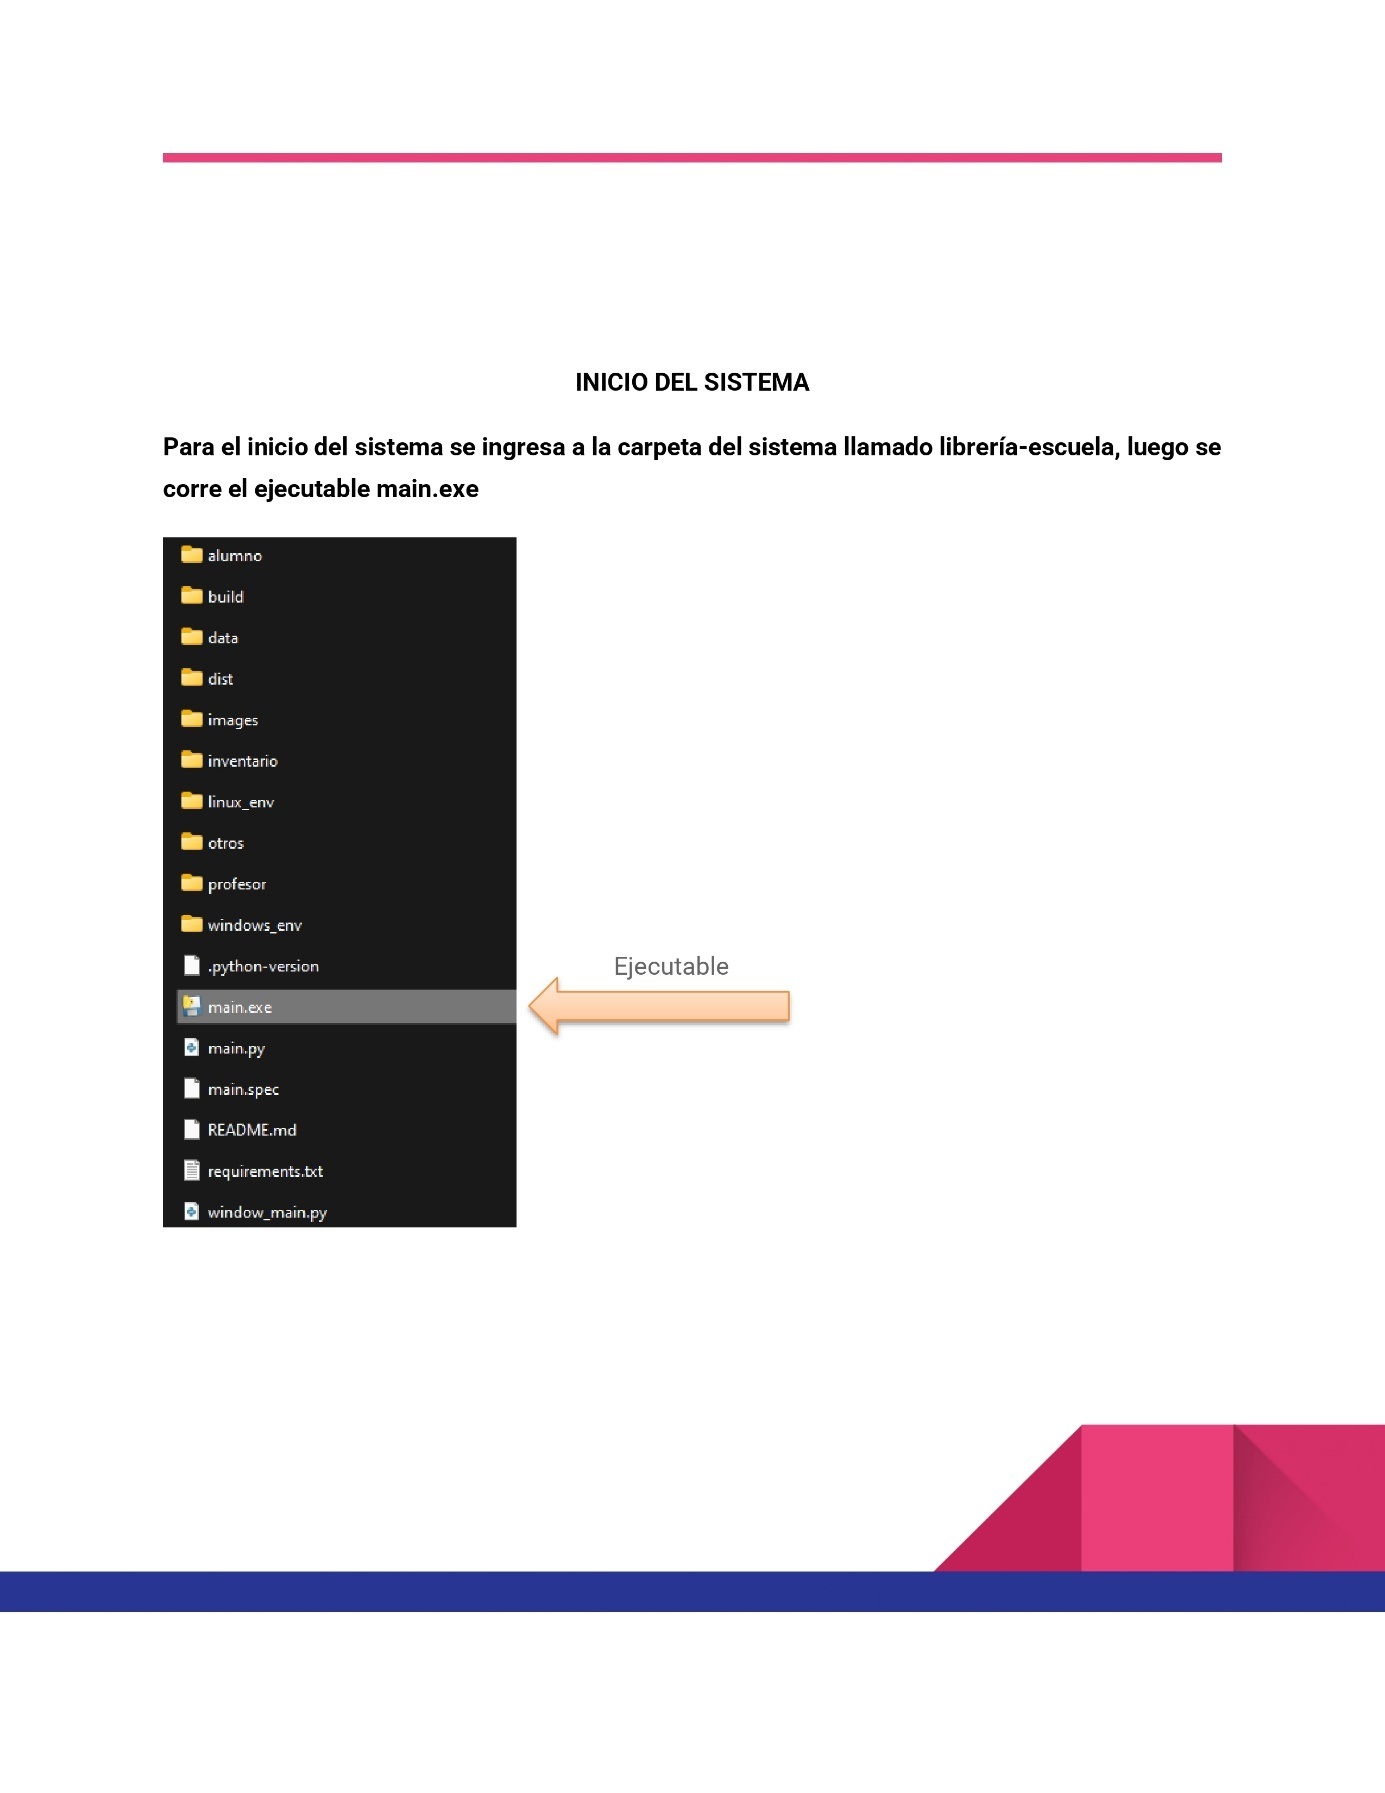 INICIO DEL SISTEMA
Para el inicio del sistema se ingresa a la carpeta del sistema llamado librería-escuela, luego se
corre el ejecutable main.exe
alumno
build
data
dist
images
inventario
linux_env
otros
profesor
windows_env
.python-version
Ejecutable
main.exe
main.py
main.spec
README.md
requirements.txt
window_main.py